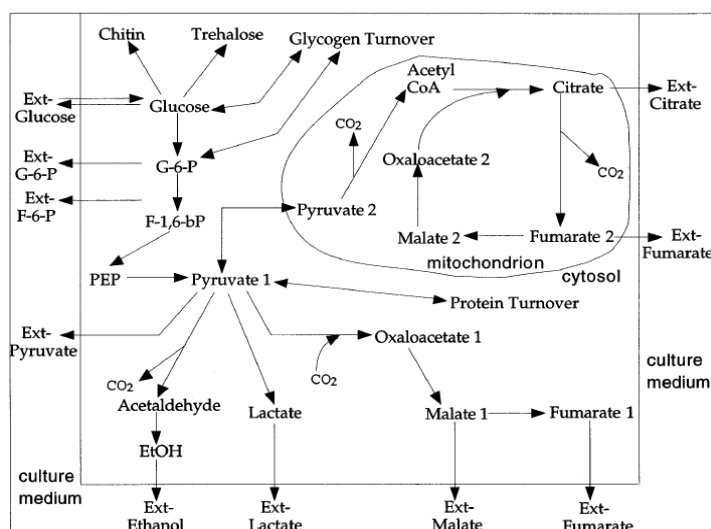 Chitin
Trehalose
Glycogen Turnover
Acetyl
CoA
Citrate
Ext-
Citrate
Ext-
Glucose
Glucose
CO2
Oxaloacetate 2
CO2
Ext-
G-6-P
G-6-P
Ext-
F-6-P
F-1,6-bP
Pyruvate 2
Malate 2
Fumarate 2
Ext-
Fumarate
mitochondrion
cytosol
PEP
Pyruvate 1
Protein Turnover
Ext-
Pyruvate
Oxaloacetate 1
culture
medium
CO2
CO2
Acetaldehyde
Lactate
Malate 1
Fumarate 1
EtOH
culture
medium
Ext-
Ethanol
Ext-
Lactate
Ext-
Malate
Ext-
Fumarate